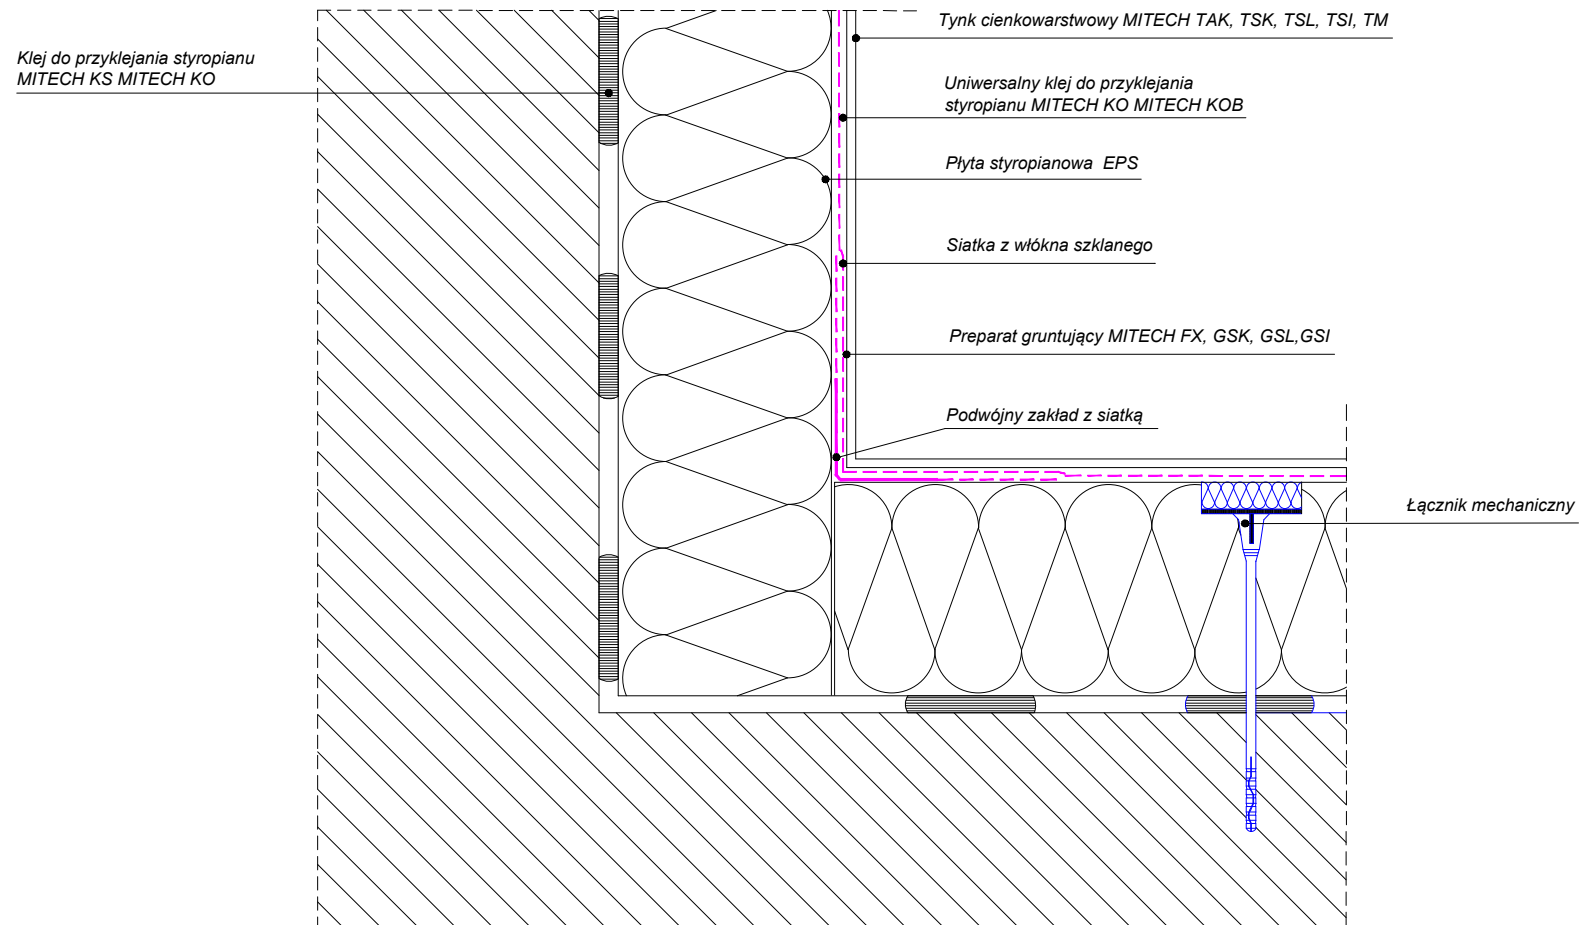 Tynk cienkowarstwowy MITECH TAK, TSK, TSL, TSI, TM
Klej do przyklejania styropianu
MITECH KS MITECH KO
Uniwersalny klej do przyklejania
styropianu MITECH KO MITECH KOB
Płyta styropianowa EPS
Siatka z włókna szklanego
Preparat gruntujący MITECH FX, GSK, GSL,GSI
Podwójny zakład z siatką
Łącznik mechaniczny